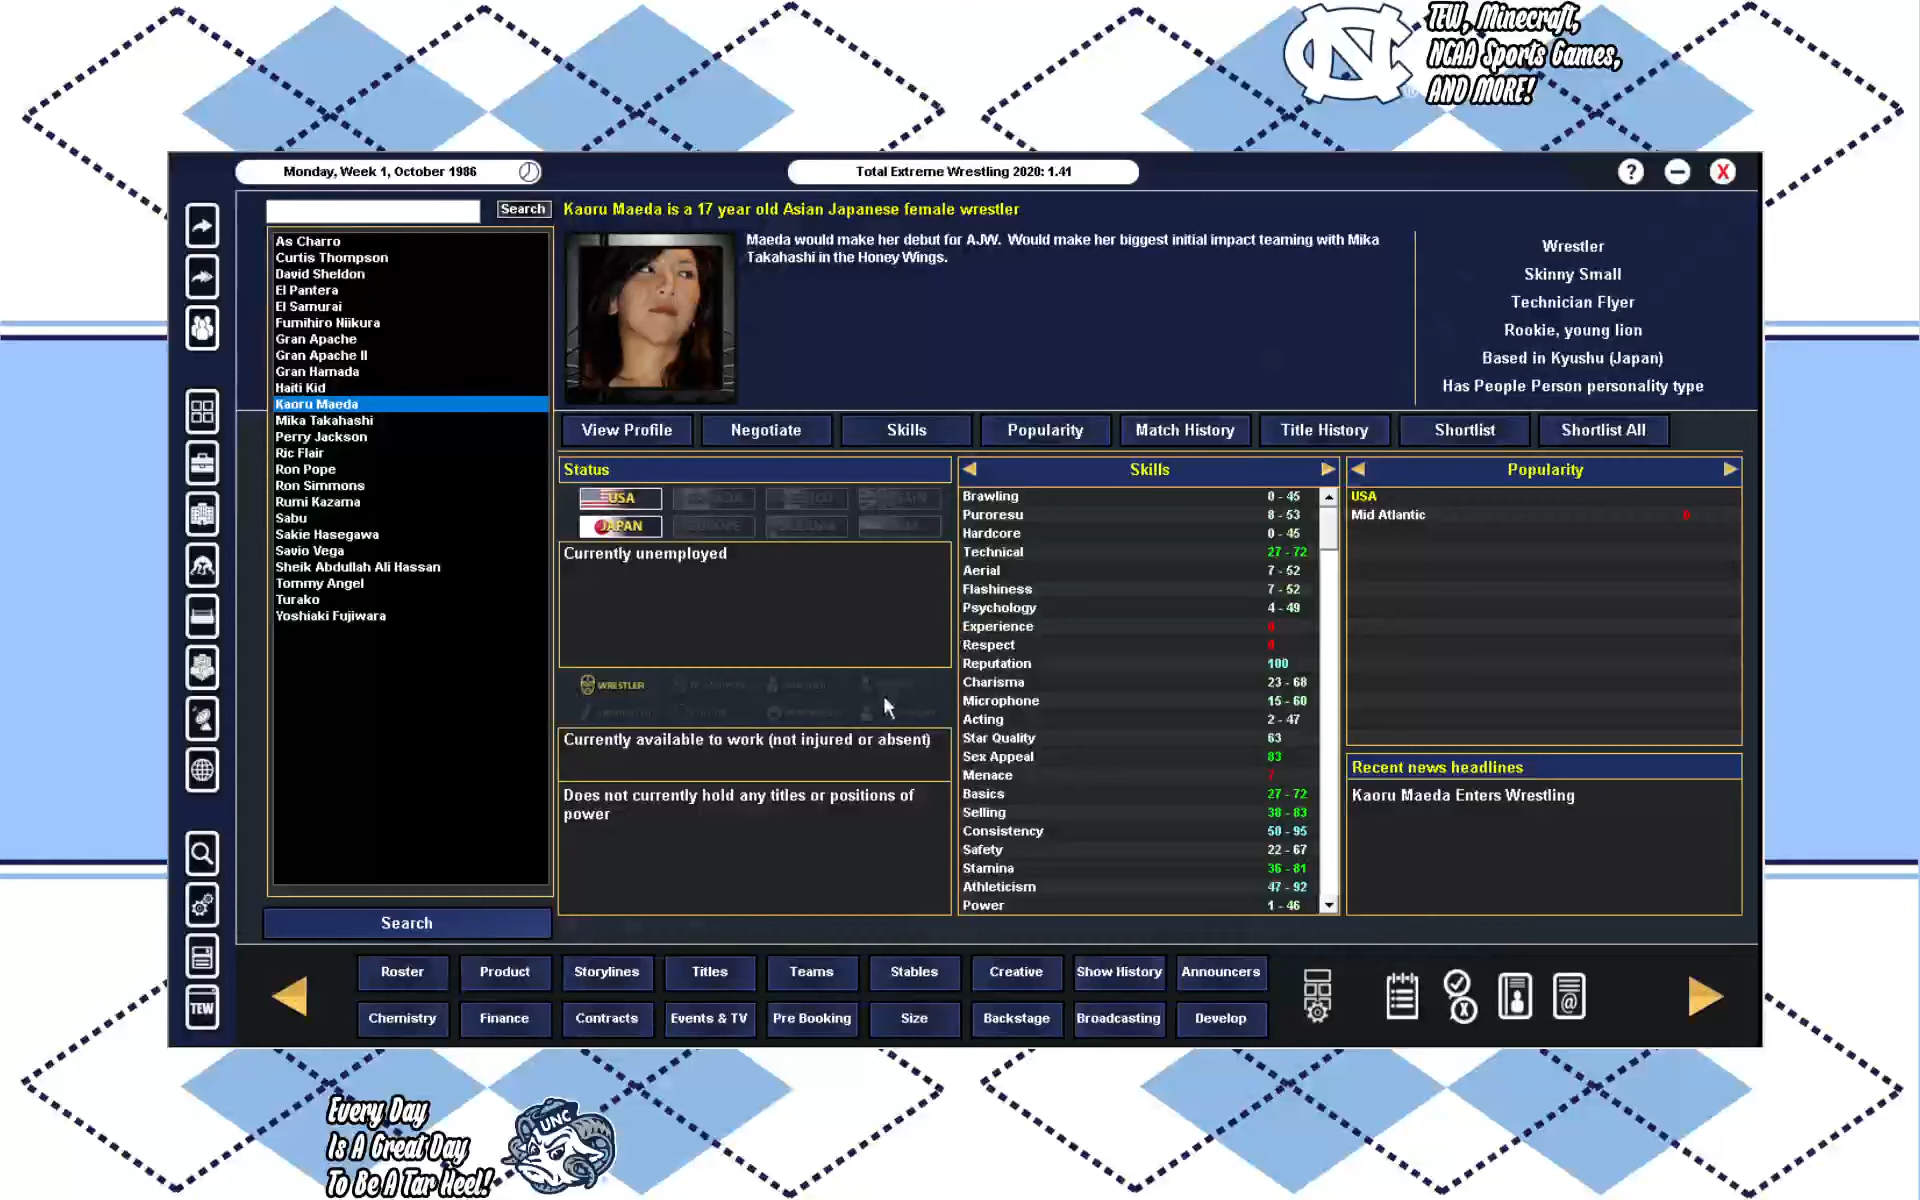 TEW, Minecraft,
NCAA Sports Games,
AND MORE!
Monday, Week 1, October 1986
Total Extreme Wrestling 2020: 1.41
?
X
Search
Kaoru Maeda is a 17 year old Asian Japanese female wrestler
As Charro
Curtis Thompson
David Sheldon
El Pantera
El Samurai
Fumihiro Niikura
Gran Apache
Gran Apache II
Gran Hamada
Haiti Kid
Kaoru Maeda
Mika Takahashi
Perry Jackson
Ric Flair
Ron Pope
Ron Simmons
Rumi Kazama
Sabu
Sakie Hasegawa
Savio Vega
Sheik Abdullah Ali Hassan
Tommy Angel
Turako
Yoshiaki Fujiwara
Search
Maeda would make her debut for AJW. Would make her biggest initial impact teaming with Mika
Takahashi in the Honey Wings.
Wrestler
Skinny Small
Technician Flyer
Rookie, young lion
Based in Kyushu (Japan)
Has People Person personality type
View Profile
Negotiate
Skills
Popularity
Match History
Title History
Shortlist
Shortlist All
Status
USA
JAPAN
Currently unemployed
WRESTLER
Currently available to work (not injured or absent)
Does not currently hold any titles or positions of
power
Skills
Brawling 0 - 45
Puroresu 8 - 53
Hardcore 0 - 45
Technical 27 - 72
Aerial 7 - 52
Flashiness 7 - 52
Psychology 4 - 49
Experience 0
Respect 0
Reputation 100
Charisma 23 - 68
Microphone 15 - 60
Acting 2 - 47
Star Quality 63
Sex Appeal 83
Menace 7
Basics 27 - 72
Selling 38 - 83
Consistency 50 - 95
Safety 22 - 67
Stamina 36 - 81
Athleticism 47 - 92
Power 1 - 46
Popularity
USA
Mid Atlantic 0
Recent news headlines
Kaoru Maeda Enters Wrestling
TEW
Roster
Product
Storylines
Titles
Teams
Stables
Creative
Show History
Announcers
Chemistry
Finance
Contracts
Events & TV
Pre Booking
Size
Backstage
Broadcasting
Develop
Every Day
Is A Great Day
To Be A Tar Heel!
UNC